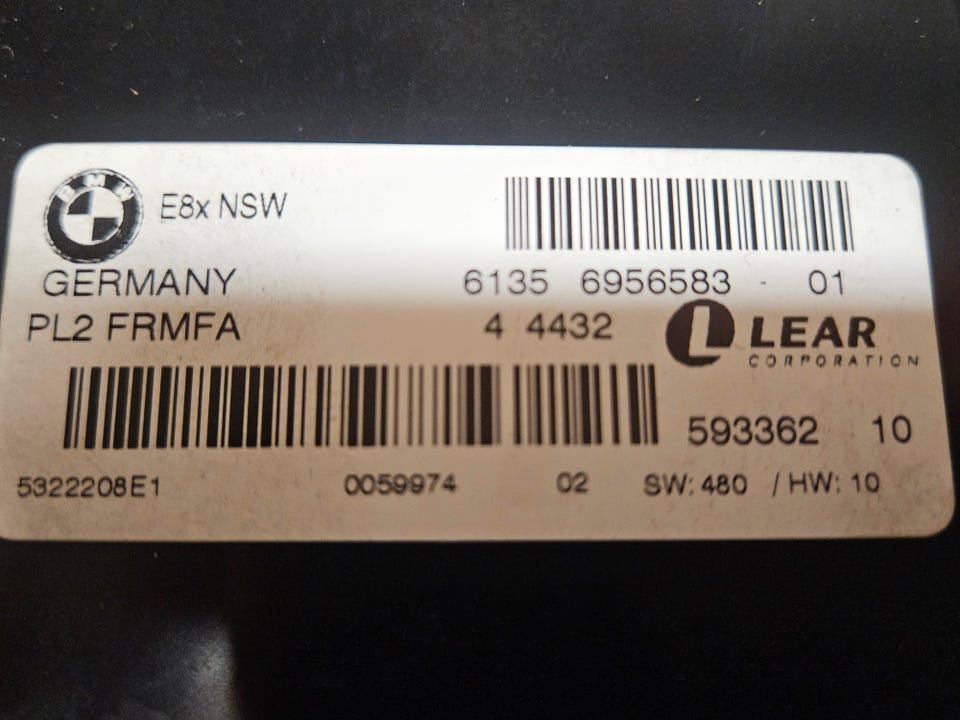 BMW
E8x NSW
GERMANY 6135 6956583 - 01
PL2 FRMFA 4 4432 L LEAR
CORPORATION
593362 10
5322208E1 0059974 02 SW: 480 / HW: 10